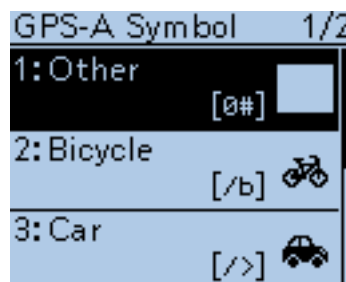 GPS-A Symbol 1/2
1:Other
[0#]
2:Bicycle
[/b]
3:Car
[/>]